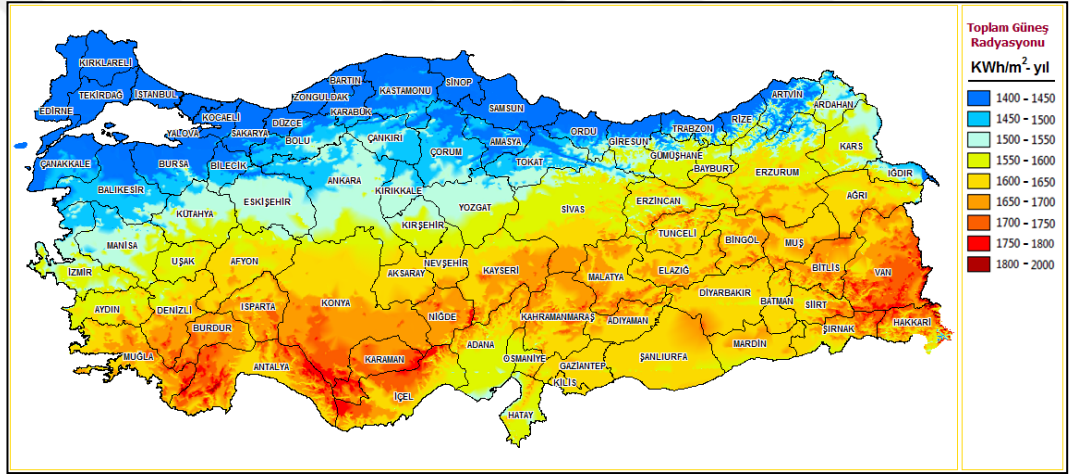 Toplam Güneş
Radyasyonu
KWh/m²- yıl
1400 - 1450
1450 - 1500
1500 - 1550
1550 - 1600
1600 - 1650
1650 - 1700
1700 - 1750
1750 - 1800
1800 - 2000
KIRKLARELİ
TEKİRDAĞ
İSTANBUL
EDİRNE
KOCAELİ
YALOVA
SAKARYA
DÜZCE
ZONGULDAK
BARTIN
KARABÜK
KASTAMONU
SİNOP
SAMSUN
BOLU
ÇANKIRI
ÇORUM
AMASYA
TOKAT
ORDU
GİRESUN
TRABZON
RİZE
ARTVİN
ARDAHAN
KARS
GÜMÜŞHANE
BAYBURT
ERZURUM
IĞDIR
AĞRI
ÇANAKKALE
BURSA
BİLECİK
BALIKESİR
KÜTAHYA
ESKİŞEHİR
ANKARA
KIRIKKALE
YOZGAT
KIRŞEHİR
SİVAS
ERZİNCAN
TUNCELİ
BİNGÖL
MUŞ
BİTLİS
VAN
MANİSA
İZMİR
UŞAK
AFYON
AKSARAY
NEVŞEHİR
KAYSERİ
MALATYA
ELAZIĞ
DİYARBAKIR
BATMAN
SİİRT
ŞIRNAK
HAKKARİ
AYDIN
DENİZLİ
ISPARTA
BURDUR
KONYA
NİĞDE
KAHRAMANMARAŞ
ADIYAMAN
MARDİN
ŞANLIURFA
MUĞLA
ANTALYA
KARAMAN
İÇEL
ADANA
OSMANİYE
GAZİANTEP
KİLİS
HATAY